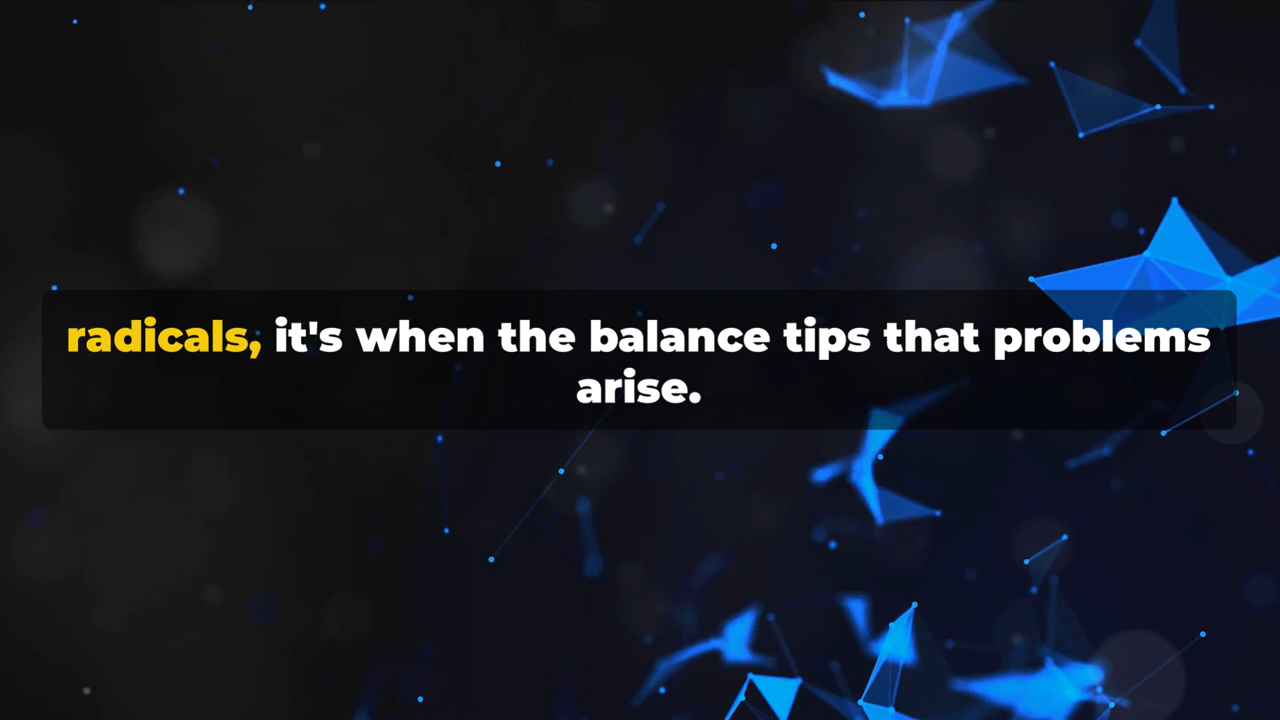 radicals, it's when the balance tips that problems
arise.